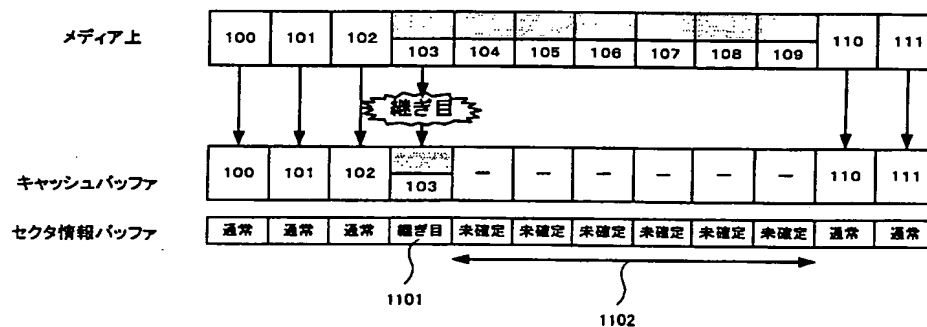 メディア上 100 101 102 103 104 105 106 107 108 109 110 111
継ぎ目
キャッシュバッファ 100 101 102 103 － － － － － － 110 111
セクタ情報バッファ 通常 通常 通常 継ぎ目 未確定 未確定 未確定 未確定 未確定 未確定 通常 通常
1101
1102